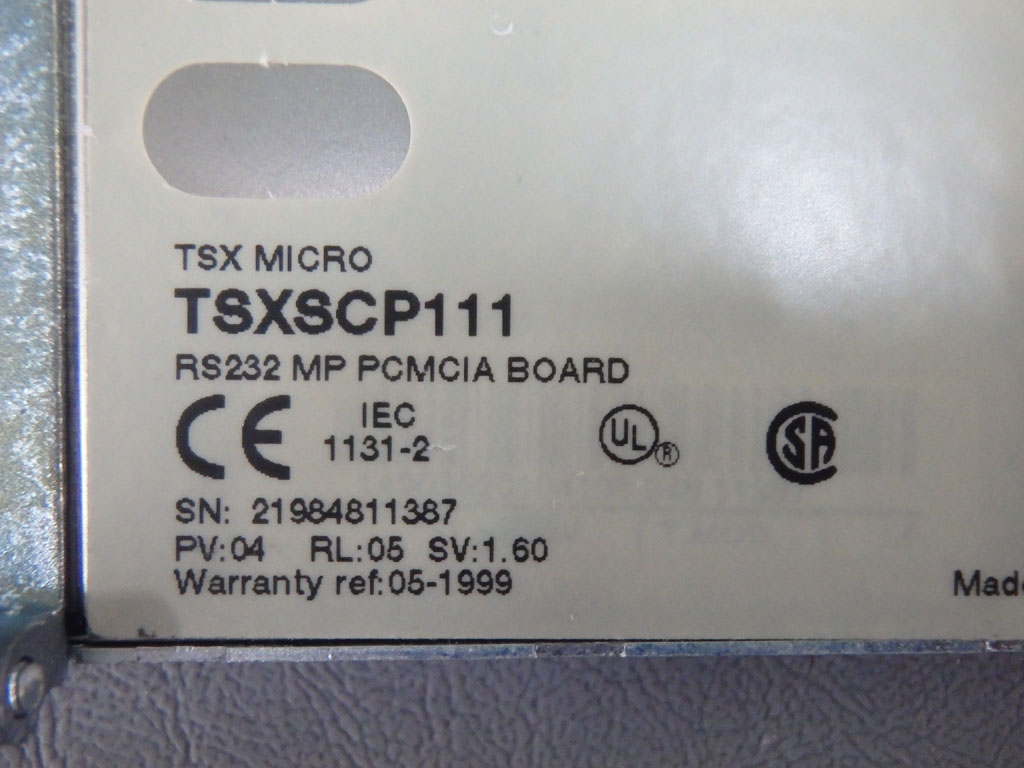 TSX MICRO
TSXSCP111
RS232 MP PCMCIA BOARD
CE IEC
1131-2
UL ® SA
SN: 21984811387
PV:04 RL:05 SV:1.60
Warranty ref:05-1999
Made